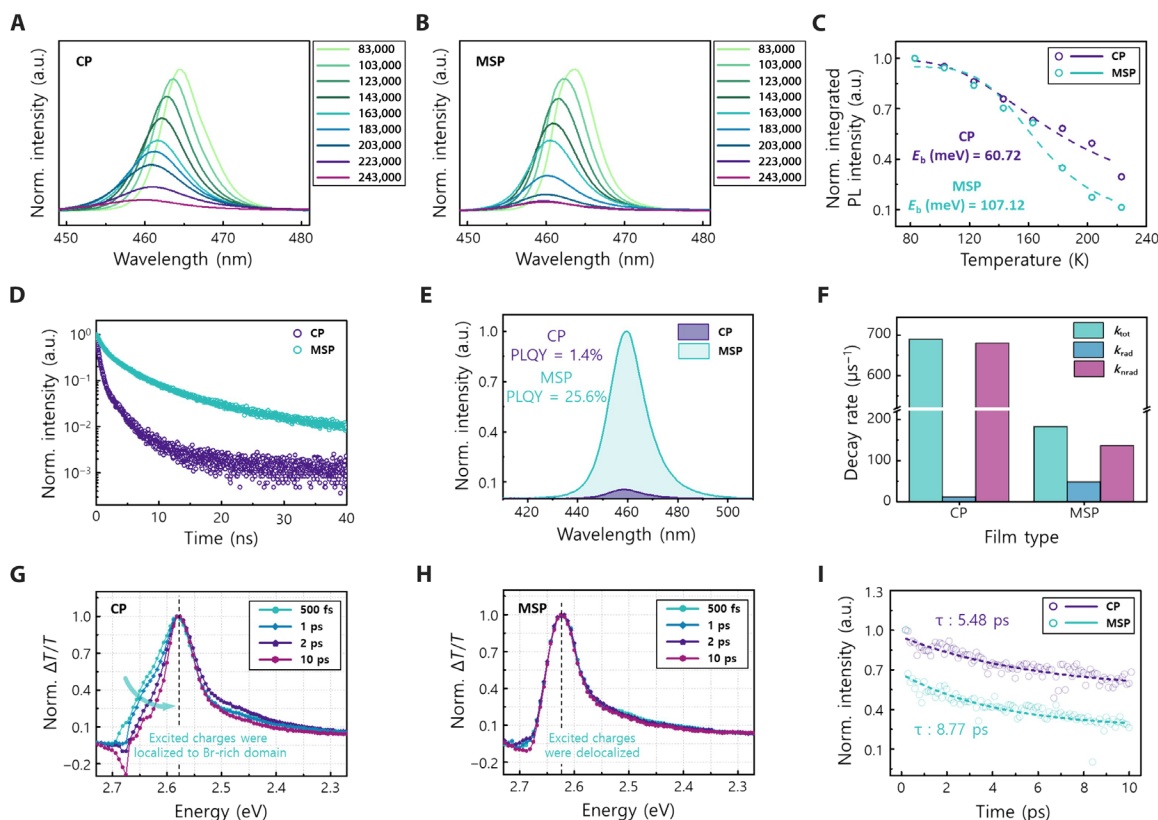 A
CP
Norm. intensity (a.u.)
450 460 470 480
Wavelength (nm)
83,000
103,000
123,000
143,000
163,000
183,000
203,000
223,000
243,000
B
MSP
Norm. intensity (a.u.)
450 460 470 480
Wavelength (nm)
83,000
103,000
123,000
143,000
163,000
183,000
203,000
223,000
243,000
C
Norm. integrated
PL intensity (a.u.)
1.0
0.7
0.4
0.1
CP
MSP
CP
E_b (meV) = 60.72
MSP
E_b (meV) = 107.12
80 120 160 200 240
Temperature (K)
D
Norm. intensity (a.u.)
10⁰
10⁻¹
10⁻²
10⁻³
CP
MSP
0 10 20 30 40
Time (ns)
E
Norm. intensity (a.u.)
1.0
0.7
0.4
0.1
CP
PLQY = 1.4%
MSP
PLQY = 25.6%
CP
MSP
420 440 460 480 500
Wavelength (nm)
F
Decay rate (μs⁻¹)
700
600
200
100
0
k_tot
k_rad
k_nrad
CP MSP
Film type
G
CP
Norm. ΔT/T
1.0
0.7
0.4
0.1
−0.2
500 fs
1 ps
2 ps
10 ps
Excited charges were
localized to Br-rich domain
2.7 2.6 2.5 2.4 2.3
Energy (eV)
H
MSP
Norm. ΔT/T
1.0
0.7
0.4
0.1
−0.2
500 fs
1 ps
2 ps
10 ps
Excited charges
were delocalized
2.7 2.6 2.5 2.4 2.3
Energy (eV)
I
Norm. intensity (a.u.)
1.3
1.0
0.7
0.4
0.1
τ : 5.48 ps
τ : 8.77 ps
CP
MSP
0 2 4 6 8 10
Time (ps)